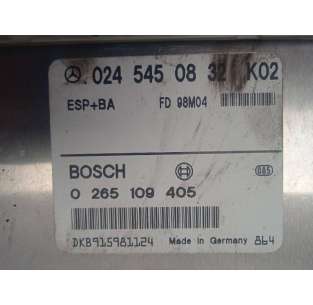 024 545 08 32 K02
ESP+BA FD 98M04
BOSCH 085
0 265 109 405
DKB915981124 Made in Germany 864